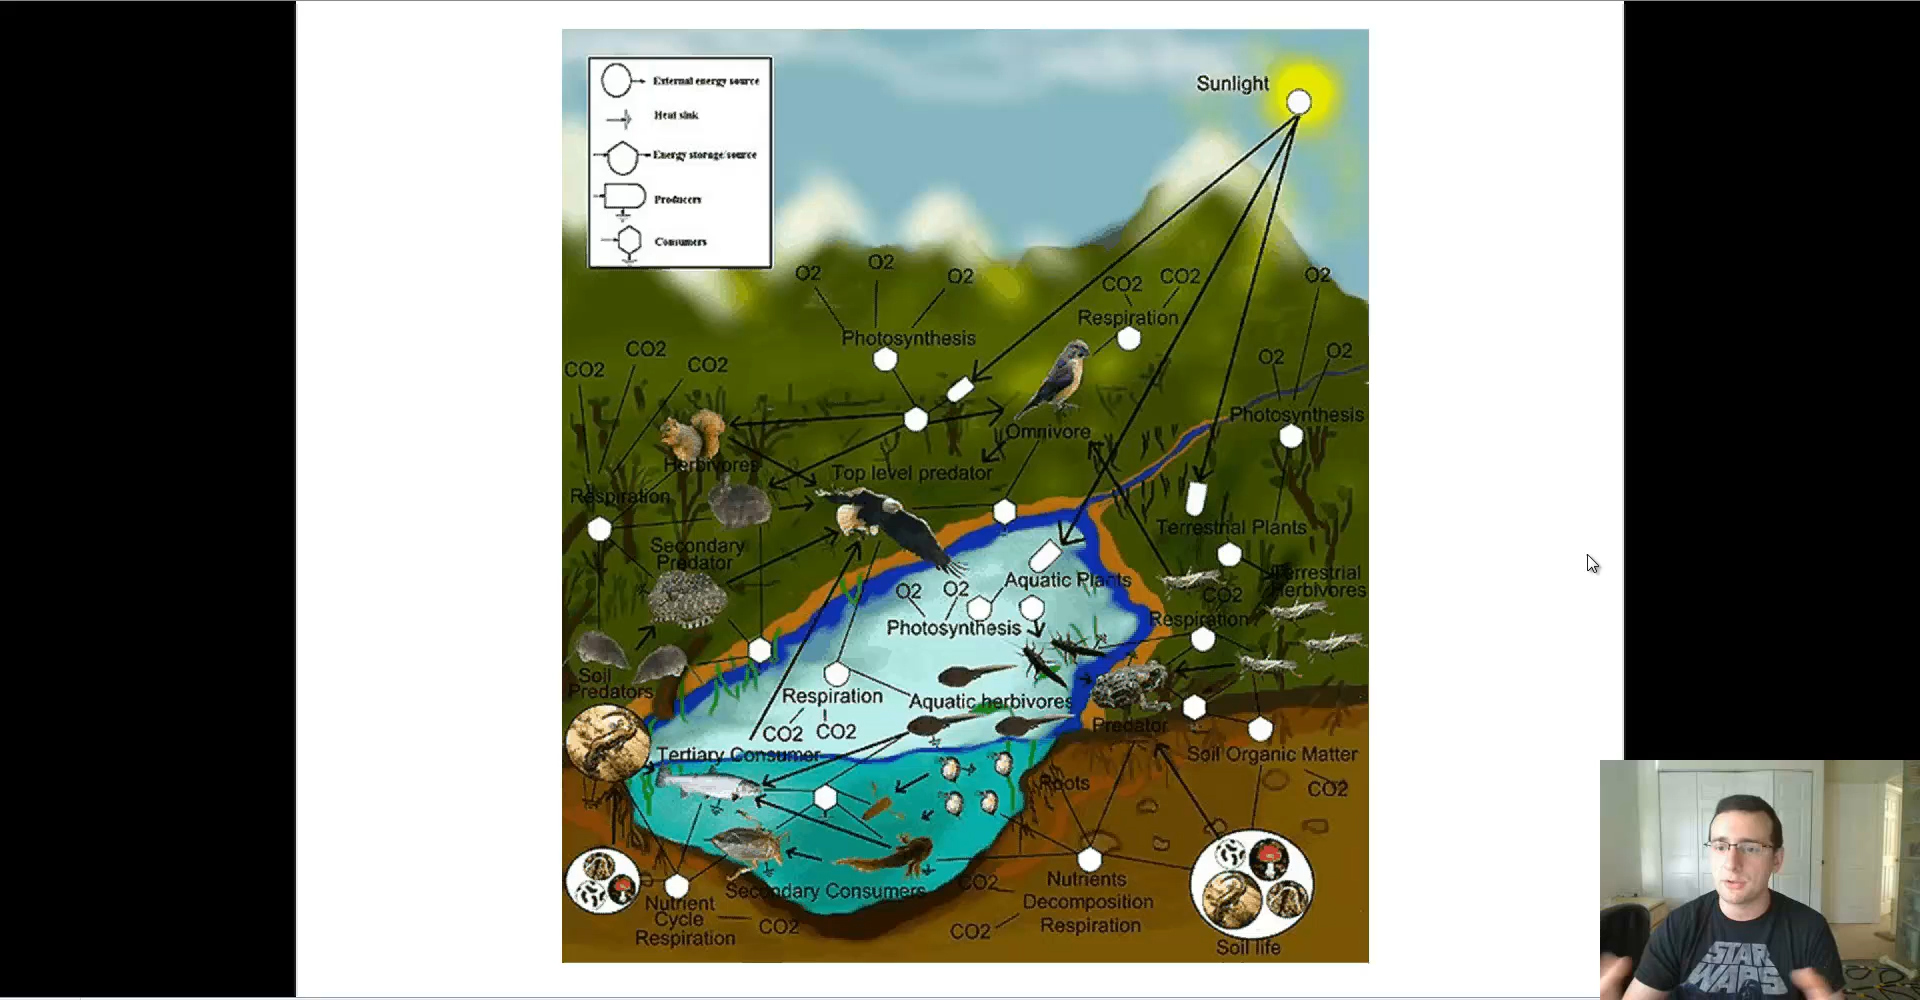 External energy source
Heat sink
Energy storage/source
Producers
Consumers
Sunlight
O2
O2
O2
CO2
CO2
O2
Respiration
Photosynthesis
CO2
CO2
CO2
O2
O2
Photosynthesis
Omnivore
Herbivores
Top level predator
Respiration
Terrestrial Plants
Secondary
Predator
Aquatic Plants
Terrestrial
Herbivores
O2
O2
CO2
Photosynthesis
Respiration
Soil
Predators
Respiration
Aquatic herbivores
CO2
CO2
Predator
Tertiary Consumer
Soil Organic Matter
Roots
CO2
Secondary Consumers
CO2
Nutrients
Decomposition
Respiration
Nutrient
Cycle
Respiration
CO2
CO2
Soil life
STAR
WARS